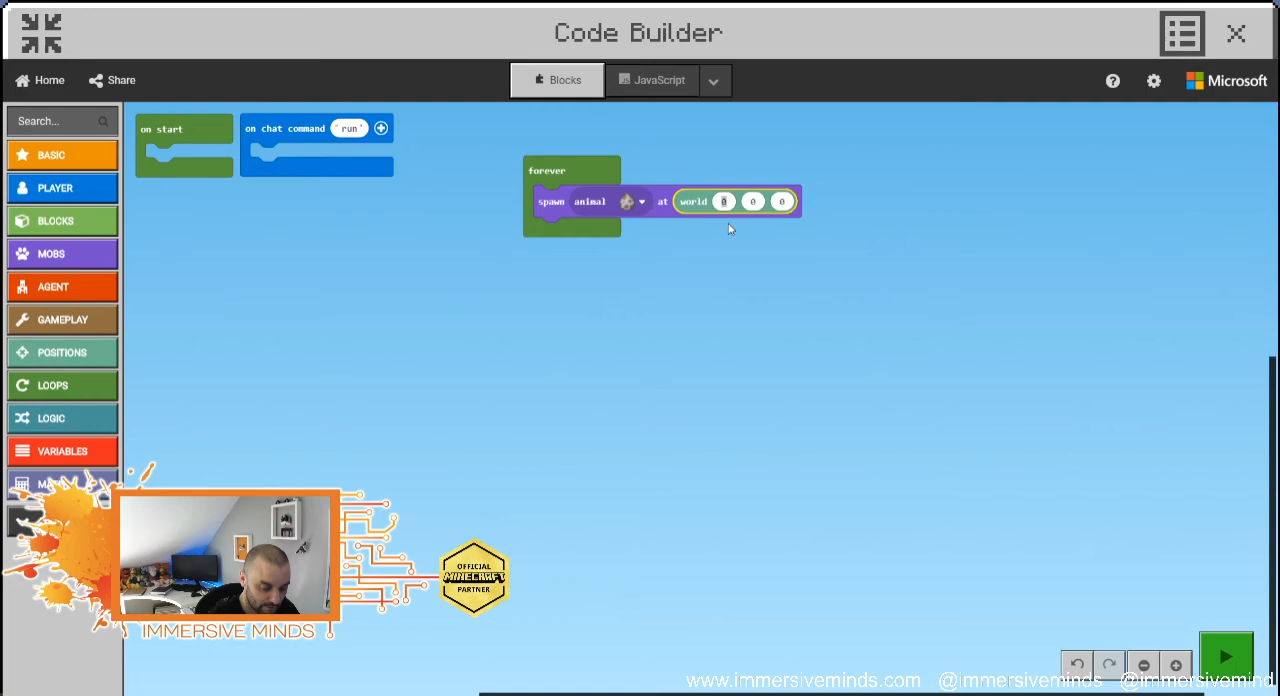 Code Builder
Home
Share
Blocks
JavaScript
Microsoft
Search...
BASIC
PLAYER
BLOCKS
MOBS
AGENT
GAMEPLAY
POSITIONS
LOOPS
LOGIC
VARIABLES
on start
on chat command "run"
forever
spawn animal at world 0 0 0
OFFICIAL
MINECRAFT
PARTNER
IMMERSIVE MINDS
www.immersiveminds.com @immersiveminds @immersivemind